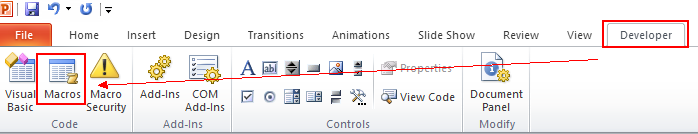 P
File Home Insert Design Transitions Animations Slide Show Review View Developer
Visual Basic
Macros
Macro Security
Add-Ins
COM Add-Ins
A
ab
Properties
View Code
Document Panel
Code Add-Ins Controls Modify